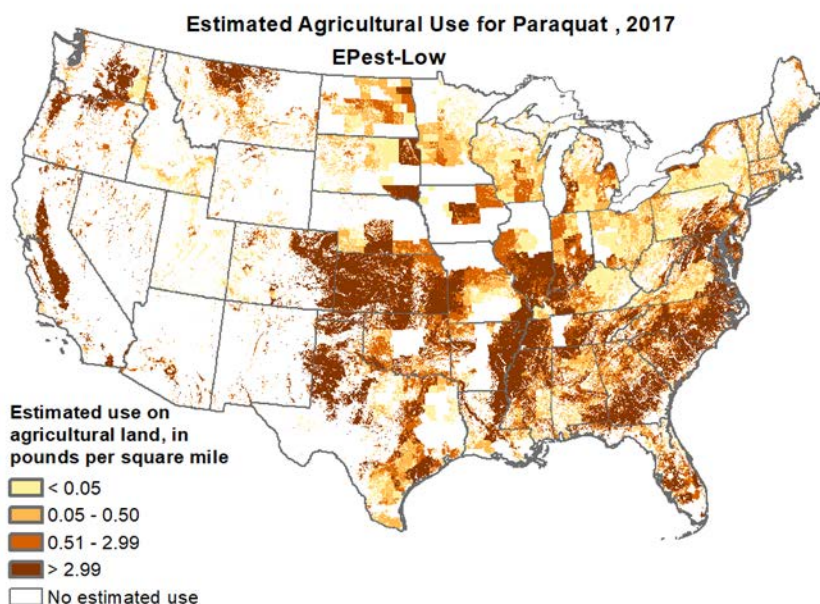 Estimated Agricultural Use for Paraquat , 2017
EPest-Low
Estimated use on
agricultural land, in
pounds per square mile
< 0.05
0.05 - 0.50
0.51 - 2.99
> 2.99
No estimated use